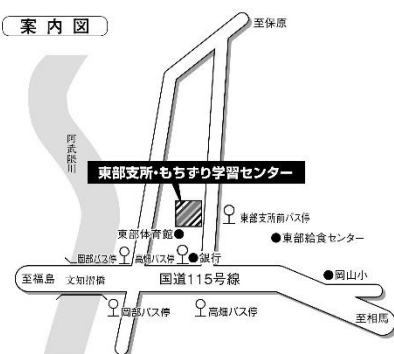 案内図
至保原
阿武隈川
東部支所・もちずり学習センター
東部支所前バス停
東部体育館
東部給食センター
岡部バス停
高畑バス停
銀行
岡山小
至福島
文知摺橋
国道115号線
至相馬
岡部バス停
高畑バス停